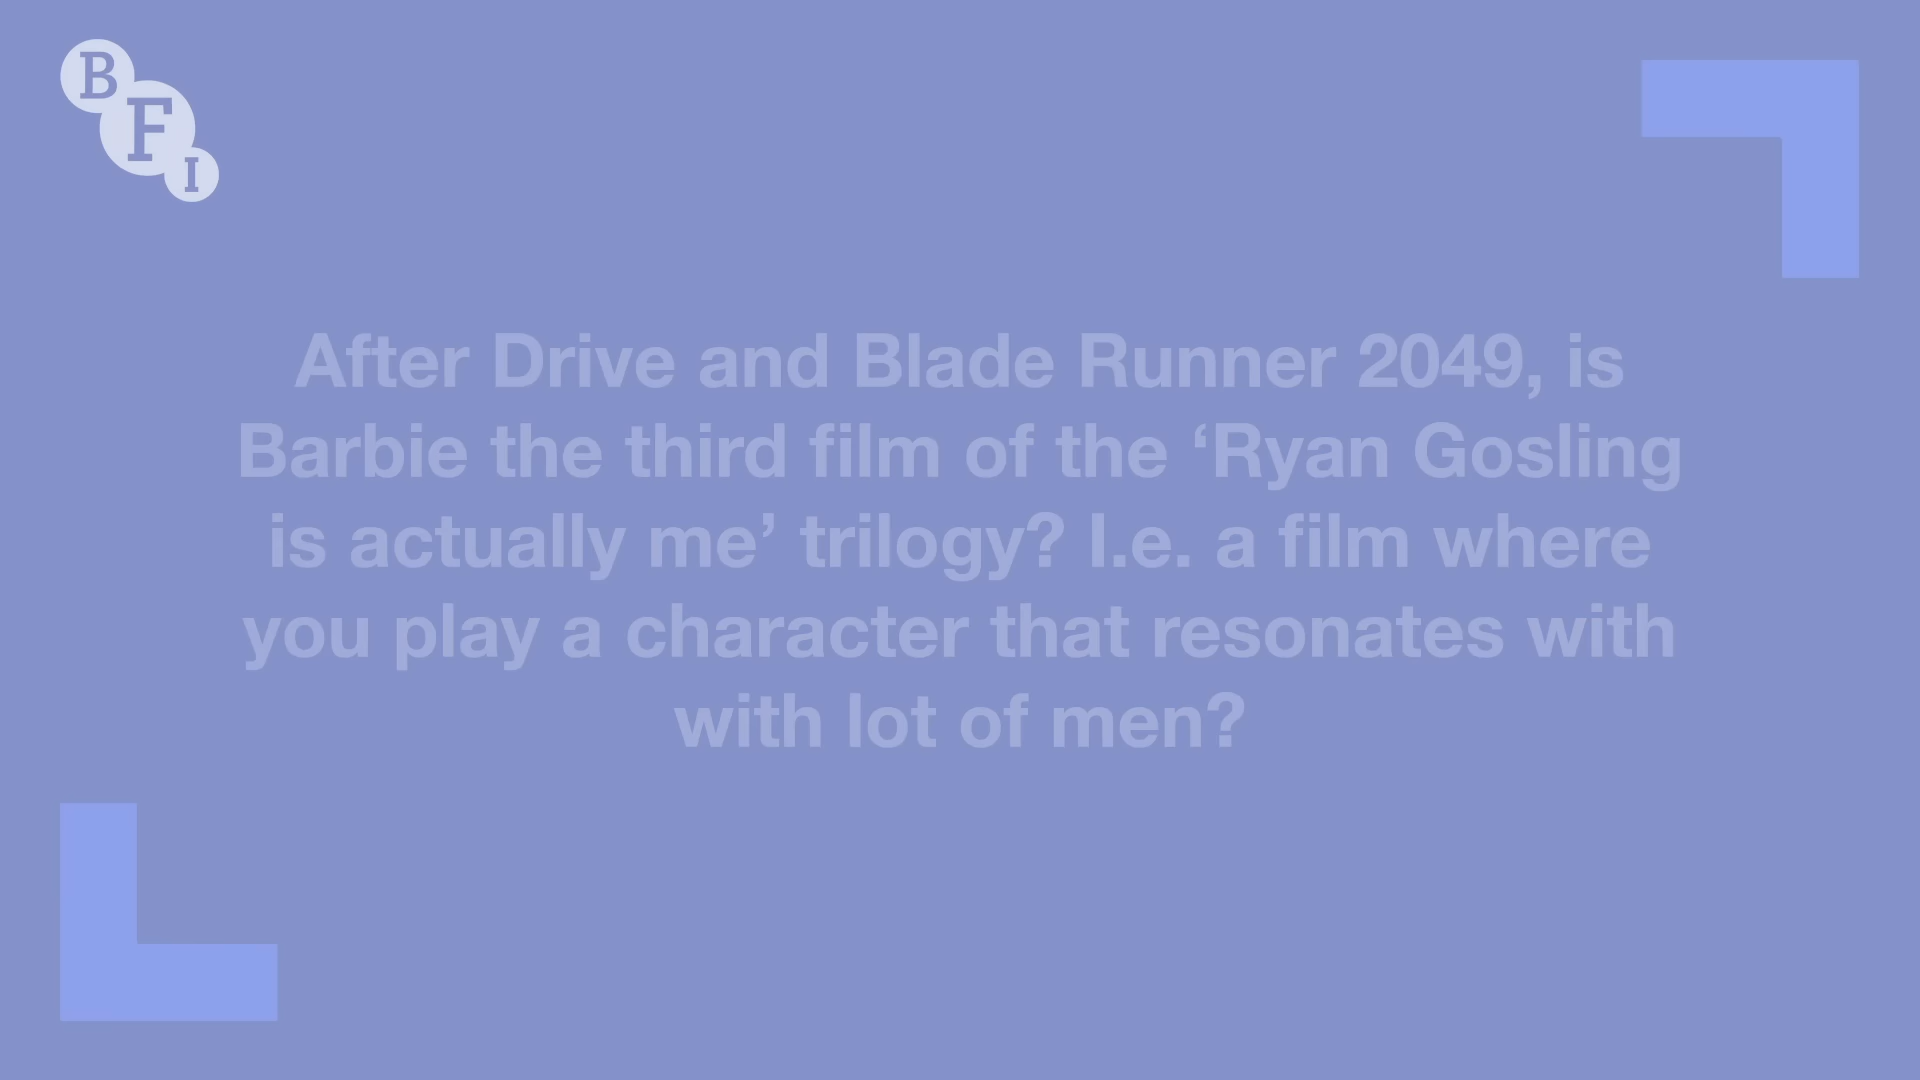 B
F
I
After Drive and Blade Runner 2049, is
Barbie the third film of the ‘Ryan Gosling
is actually me’ trilogy? I.e. a film where
you play a character that resonates with
with lot of men?